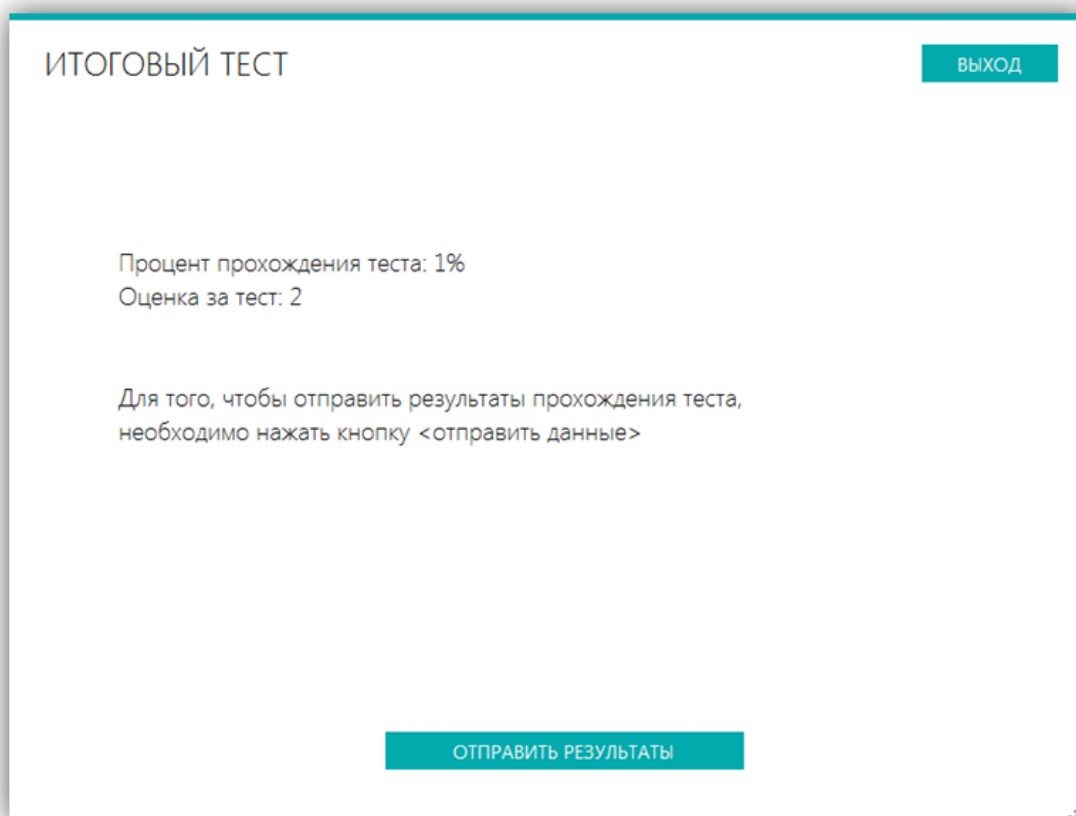 ИТОГОВЫЙ ТЕСТ
ВЫХОД
Процент прохождения теста: 1%
Оценка за тест: 2
Для того, чтобы отправить результаты прохождения теста,
необходимо нажать кнопку <отправить данные>
ОТПРАВИТЬ РЕЗУЛЬТАТЫ